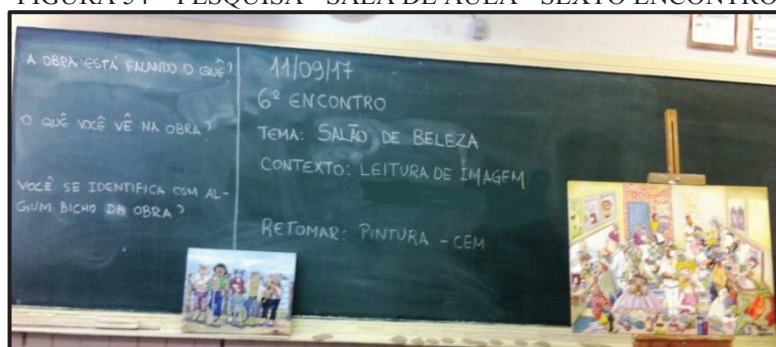 FIGURA 54 - PESQUISA - SALA DE AULA - SEXTO ENCONTRO
A OBRA ESTÁ FALANDO O QUÊ?
O QUÊ VOCÊ VÊ NA OBRA?
VOCÊ SE IDENTIFICA COM AL-
GUM BICHO DA OBRA?
11/09/17
6º ENCONTRO
TEMA: SALÃO DE BELEZA
CONTEXTO: LEITURA DE IMAGEM
RETOMAR: PINTURA - CEM